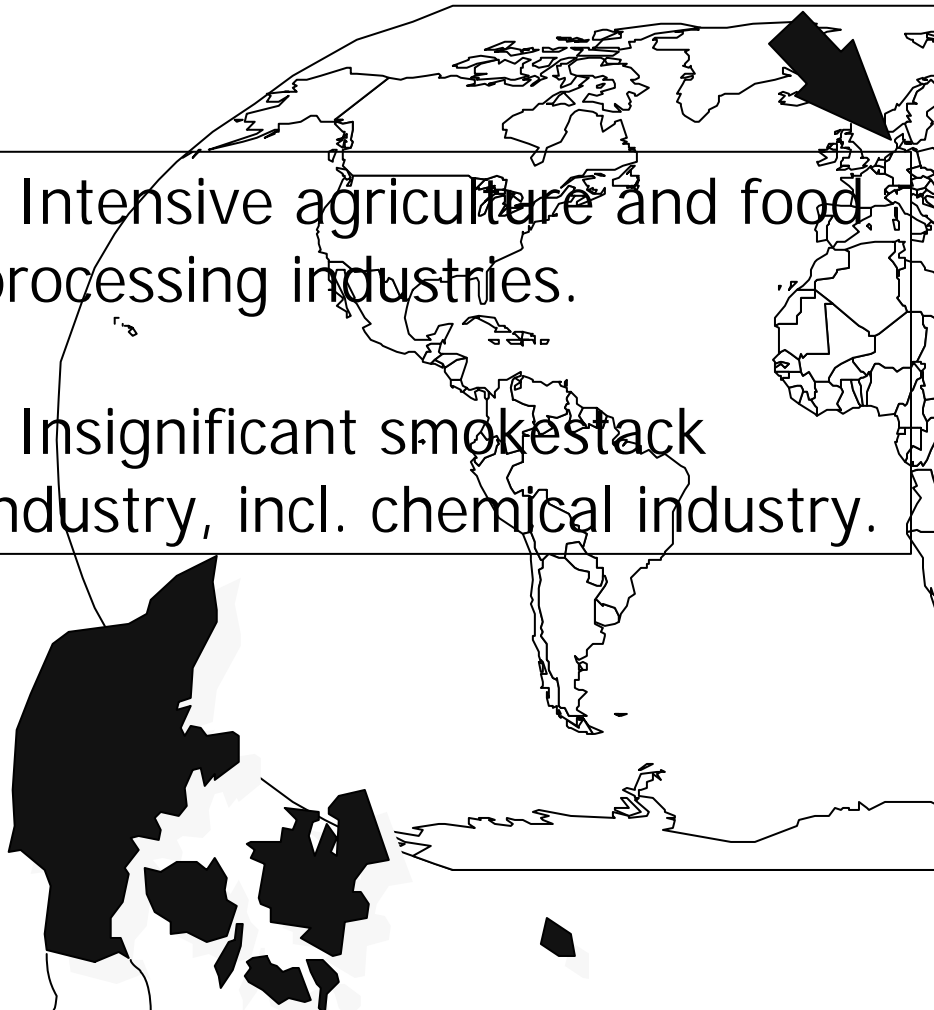 Intensive agriculture and food
processing industries.
Insignificant smokestack
industry, incl. chemical industry.